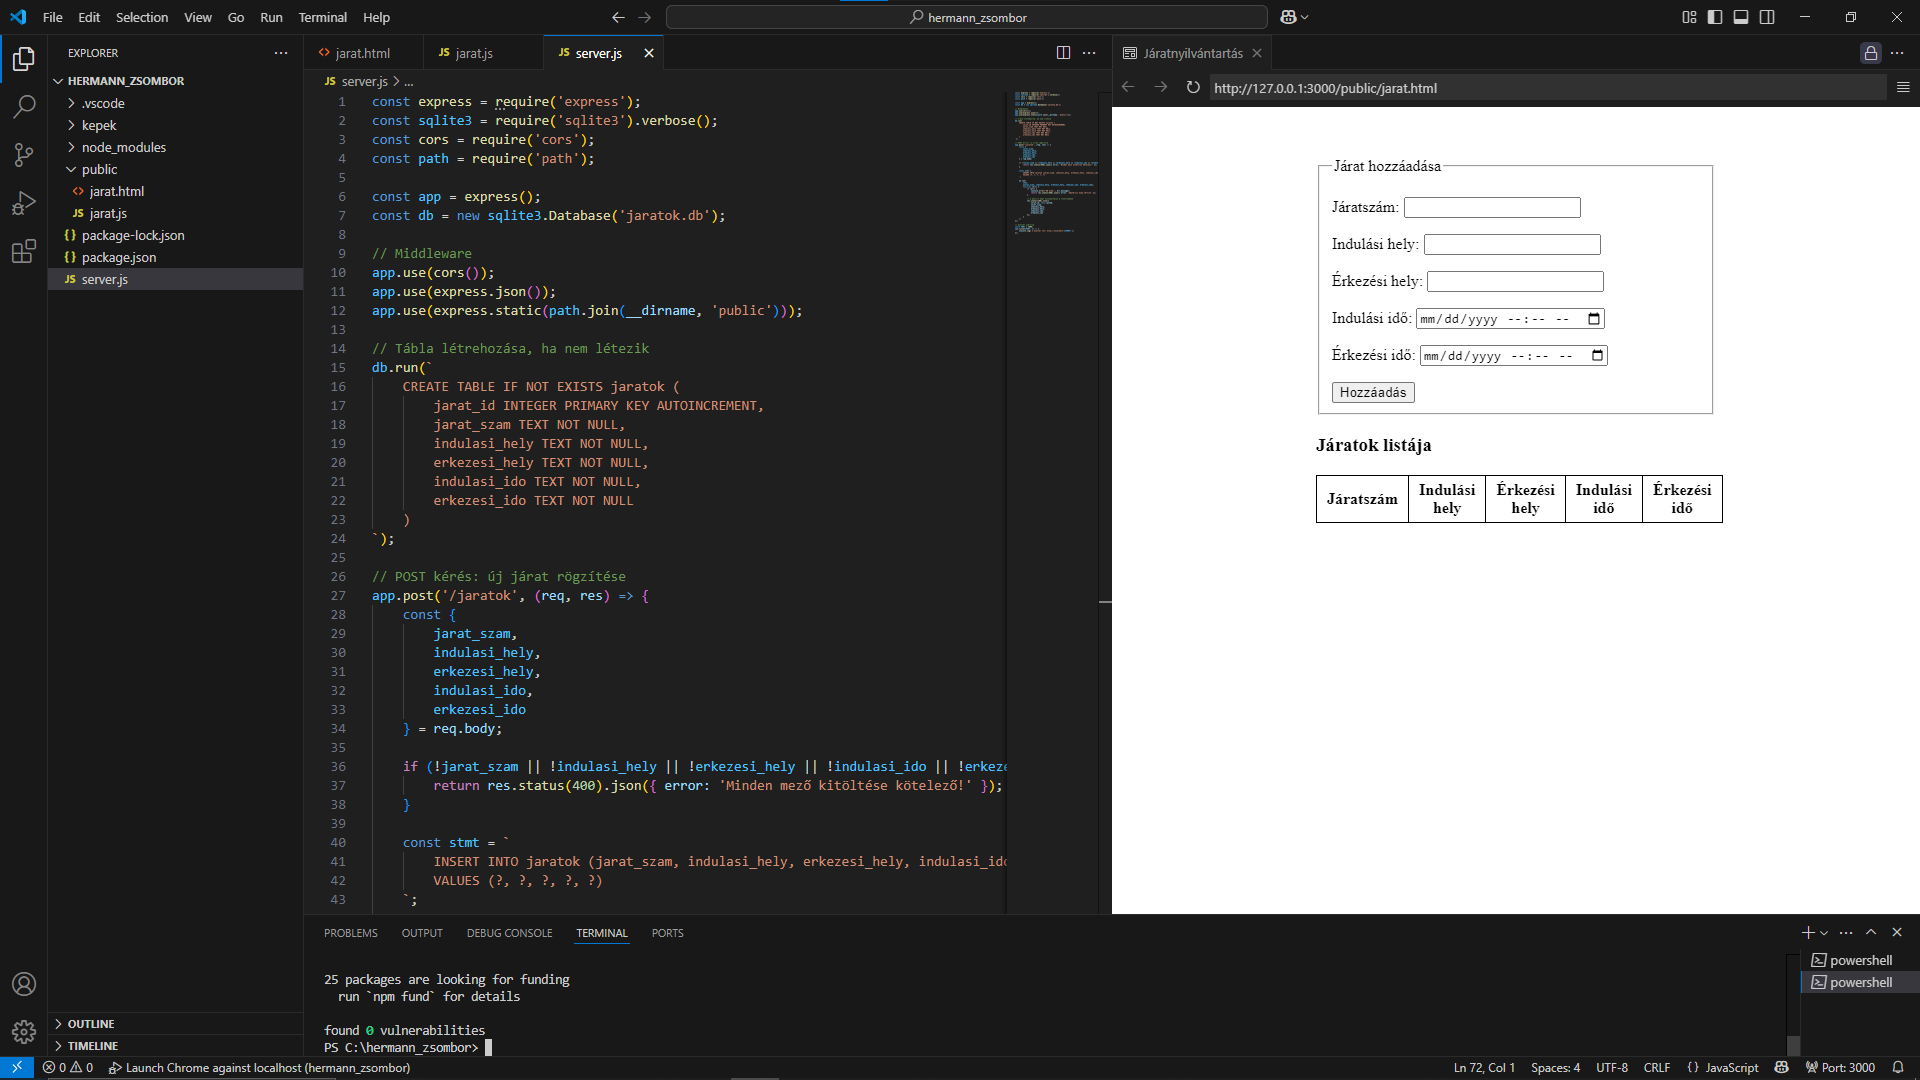 File Edit Selection View Go Run Terminal Help
hermann_zsombor
EXPLORER
HERMANN_ZSOMBOR
.vscode
kepek
node_modules
public
jarat.html
JS jarat.js
{} package-lock.json
{} package.json
JS server.js
OUTLINE
TIMELINE
jarat.html
JS jarat.js
JS server.js
JS server.js > ...
1 const express = require('express');
2 const sqlite3 = require('sqlite3').verbose();
3 const cors = require('cors');
4 const path = require('path');
5
6 const app = express();
7 const db = new sqlite3.Database('jaratok.db');
8
9 // Middleware
10 app.use(cors());
11 app.use(express.json());
12 app.use(express.static(path.join(__dirname, 'public')));
13
14 // Tábla létrehozása, ha nem létezik
15 db.run(`
16 CREATE TABLE IF NOT EXISTS jaratok (
17 jarat_id INTEGER PRIMARY KEY AUTOINCREMENT,
18 jarat_szam TEXT NOT NULL,
19 indulasi_hely TEXT NOT NULL,
20 erkezesi_hely TEXT NOT NULL,
21 indulasi_ido TEXT NOT NULL,
22 erkezesi_ido TEXT NOT NULL
23 )
24 `);
25
26 // POST kérés: új járat rögzítése
27 app.post('/jaratok', (req, res) => {
28 const {
29 jarat_szam,
30 indulasi_hely,
31 erkezesi_hely,
32 indulasi_ido,
33 erkezesi_ido
34 } = req.body;
35
36 if (!jarat_szam || !indulasi_hely || !erkezesi_hely || !indulasi_ido || !erkeze
37 return res.status(400).json({ error: 'Minden mező kitöltése kötelező!' });
38 }
39
40 const stmt = `
41 INSERT INTO jaratok (jarat_szam, indulasi_hely, erkezesi_hely, indulasi_ido
42 VALUES (?, ?, ?, ?, ?)
43 `;
Járatnyilvántartás
http://127.0.0.1:3000/public/jarat.html
Járat hozzáadása
Járatszám:
Indulási hely:
Érkezési hely:
Indulási idő: mm/dd/yyyy --:-- --
Érkezési idő: mm/dd/yyyy --:-- --
Hozzáadás
Járatok listája
Járatszám Indulási hely Érkezési hely Indulási idő Érkezési idő
PROBLEMS OUTPUT DEBUG CONSOLE TERMINAL PORTS
25 packages are looking for funding
run `npm fund` for details
found 0 vulnerabilities
PS C:\hermann_zsombor>
powershell
powershell
0 0 Launch Chrome against localhost (hermann_zsombor)
Ln 72, Col 1 Spaces: 4 UTF-8 CRLF {} JavaScript Port: 3000